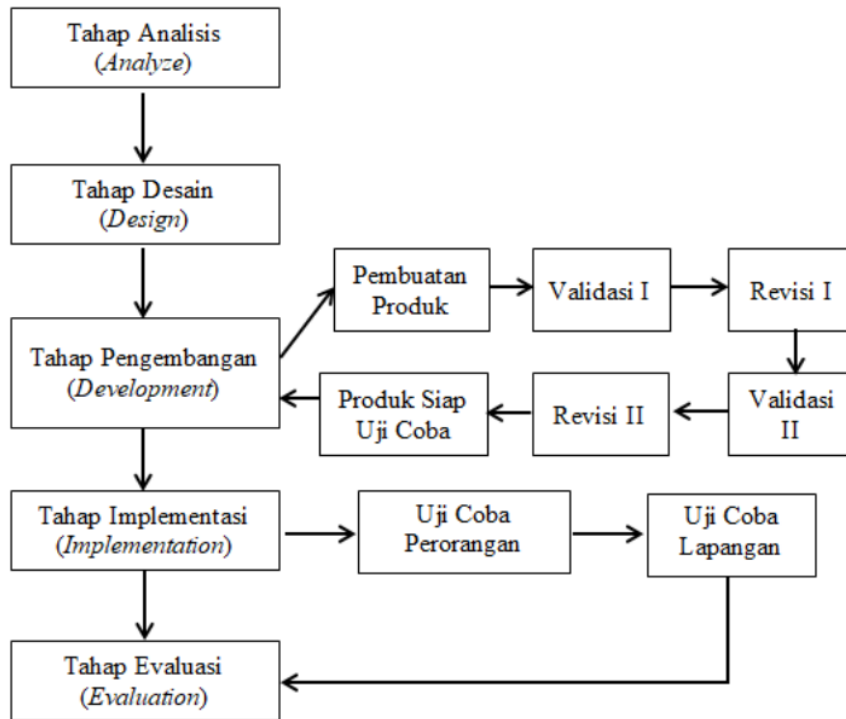 Tahap Analisis
(Analyze)
Tahap Desain
(Design)
Pembuatan
Produk
Validasi I
Revisi I
Tahap Pengembangan
(Development)
Produk Siap
Uji Coba
Revisi II
Validasi
II
Tahap Implementasi
(Implementation)
Uji Coba
Perorangan
Uji Coba
Lapangan
Tahap Evaluasi
(Evaluation)